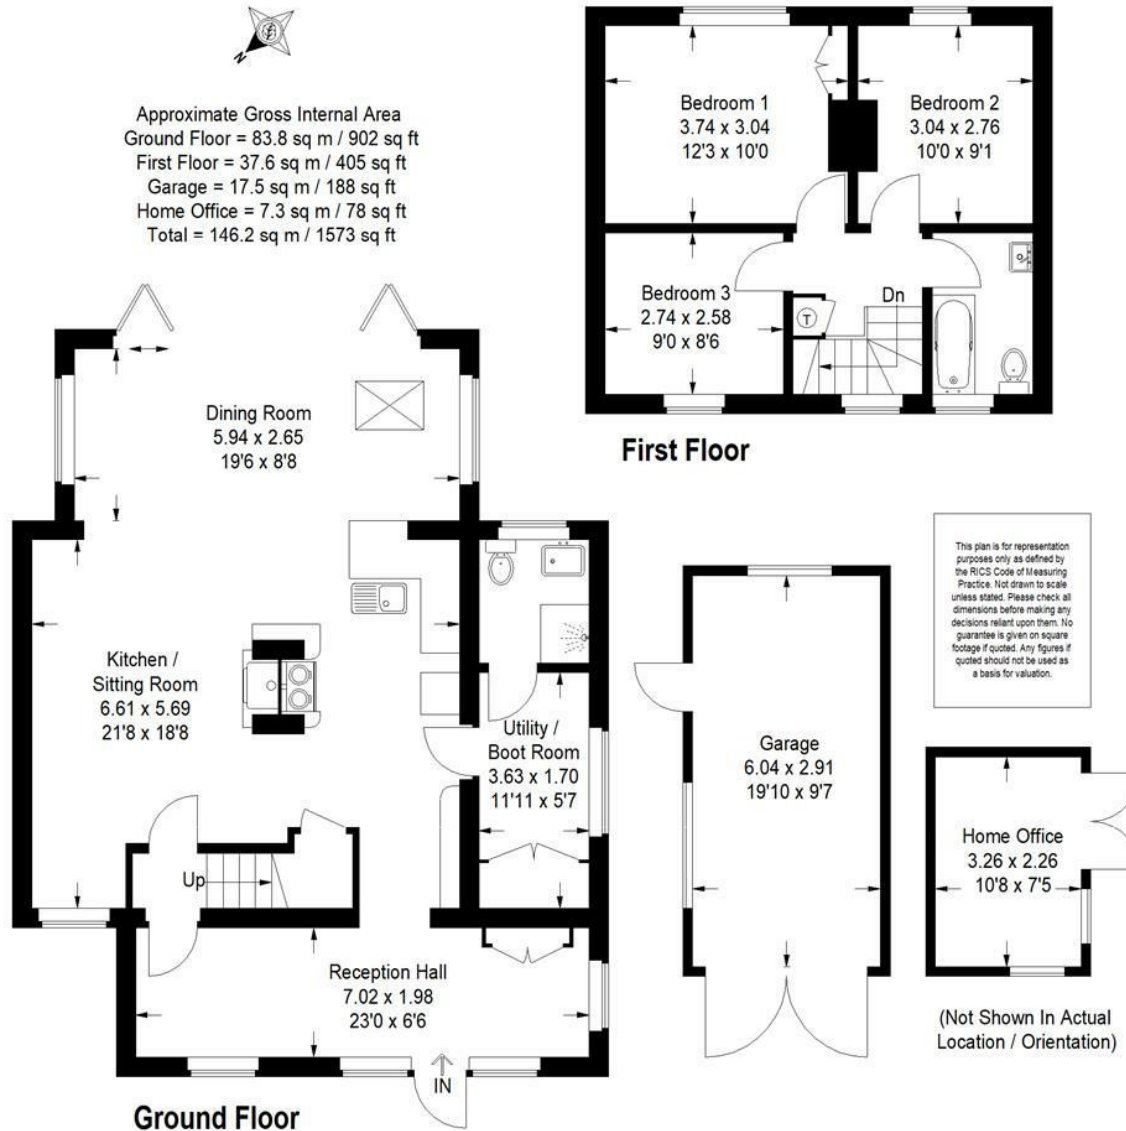 N
Approximate Gross Internal Area
Ground Floor = 83.8 sq m / 902 sq ft
First Floor = 37.6 sq m / 405 sq ft
Garage = 17.5 sq m / 188 sq ft
Home Office = 7.3 sq m / 78 sq ft
Total = 146.2 sq m / 1573 sq ft
Bedroom 1
3.74 x 3.04
12'3 x 10'0
Bedroom 2
3.04 x 2.76
10'0 x 9'1
Bedroom 3
2.74 x 2.58
9'0 x 8'6
T
Dn
First Floor
Dining Room
5.94 x 2.65
19'6 x 8'8
Kitchen /
Sitting Room
6.61 x 5.69
21'8 x 18'8
Utility /
Boot Room
3.63 x 1.70
11'11 x 5'7
Up
Reception Hall
7.02 x 1.98
23'0 x 6'6
IN
Ground Floor
Garage
6.04 x 2.91
19'10 x 9'7
This plan is for representation
purposes only as defined by
the RICS Code of Measuring
Practice. Not drawn to scale
unless stated. Please check all
dimensions before making any
decisions reliant upon them. No
guarantee is given on square
footage if quoted. Any figures if
quoted should not be used as
a basis for valuation.
Home Office
3.26 x 2.26
10'8 x 7'5
(Not Shown In Actual
Location / Orientation)